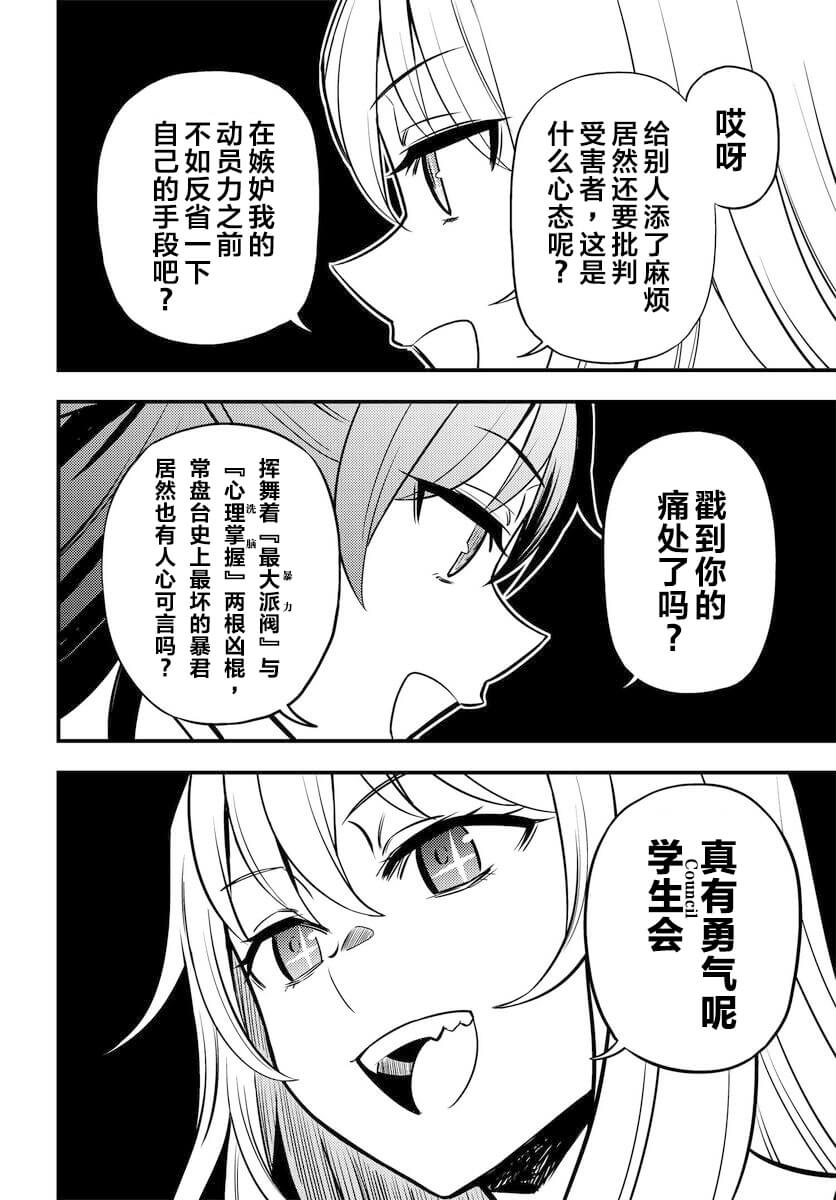 哎呀
给别人添了麻烦
居然还要批判
受害者，这是
什么心态呢？
在嫉妒我的
动员力之前
不如反省一下
自己的手段吧？
戳到你的
痛处了吗？
挥舞着『最大派阀』与
暴力
『心理掌握』两根凶棍，
洗脑
常盘台史上最坏的暴君
居然也有人心可言吗？
真有勇气呢
学生会
Council